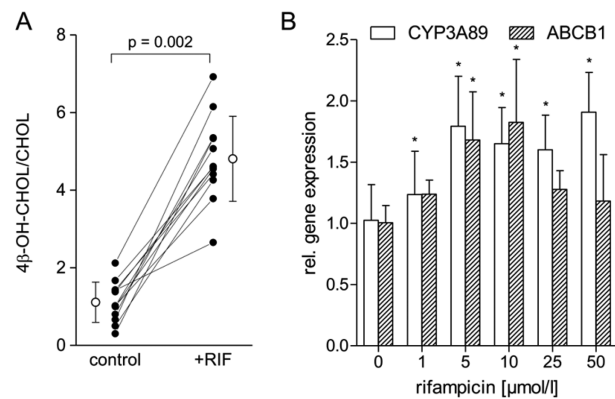 A
p = 0.002
8
6
4
2
0
4β-OH-CHOL/CHOL
control
+RIF
B
CYP3A89
ABCB1
2.5
2.0
1.5
1.0
0.5
0.0
rel. gene expression
* * * * * * *
0 1 5 10 25 50
rifampicin [μmol/l]